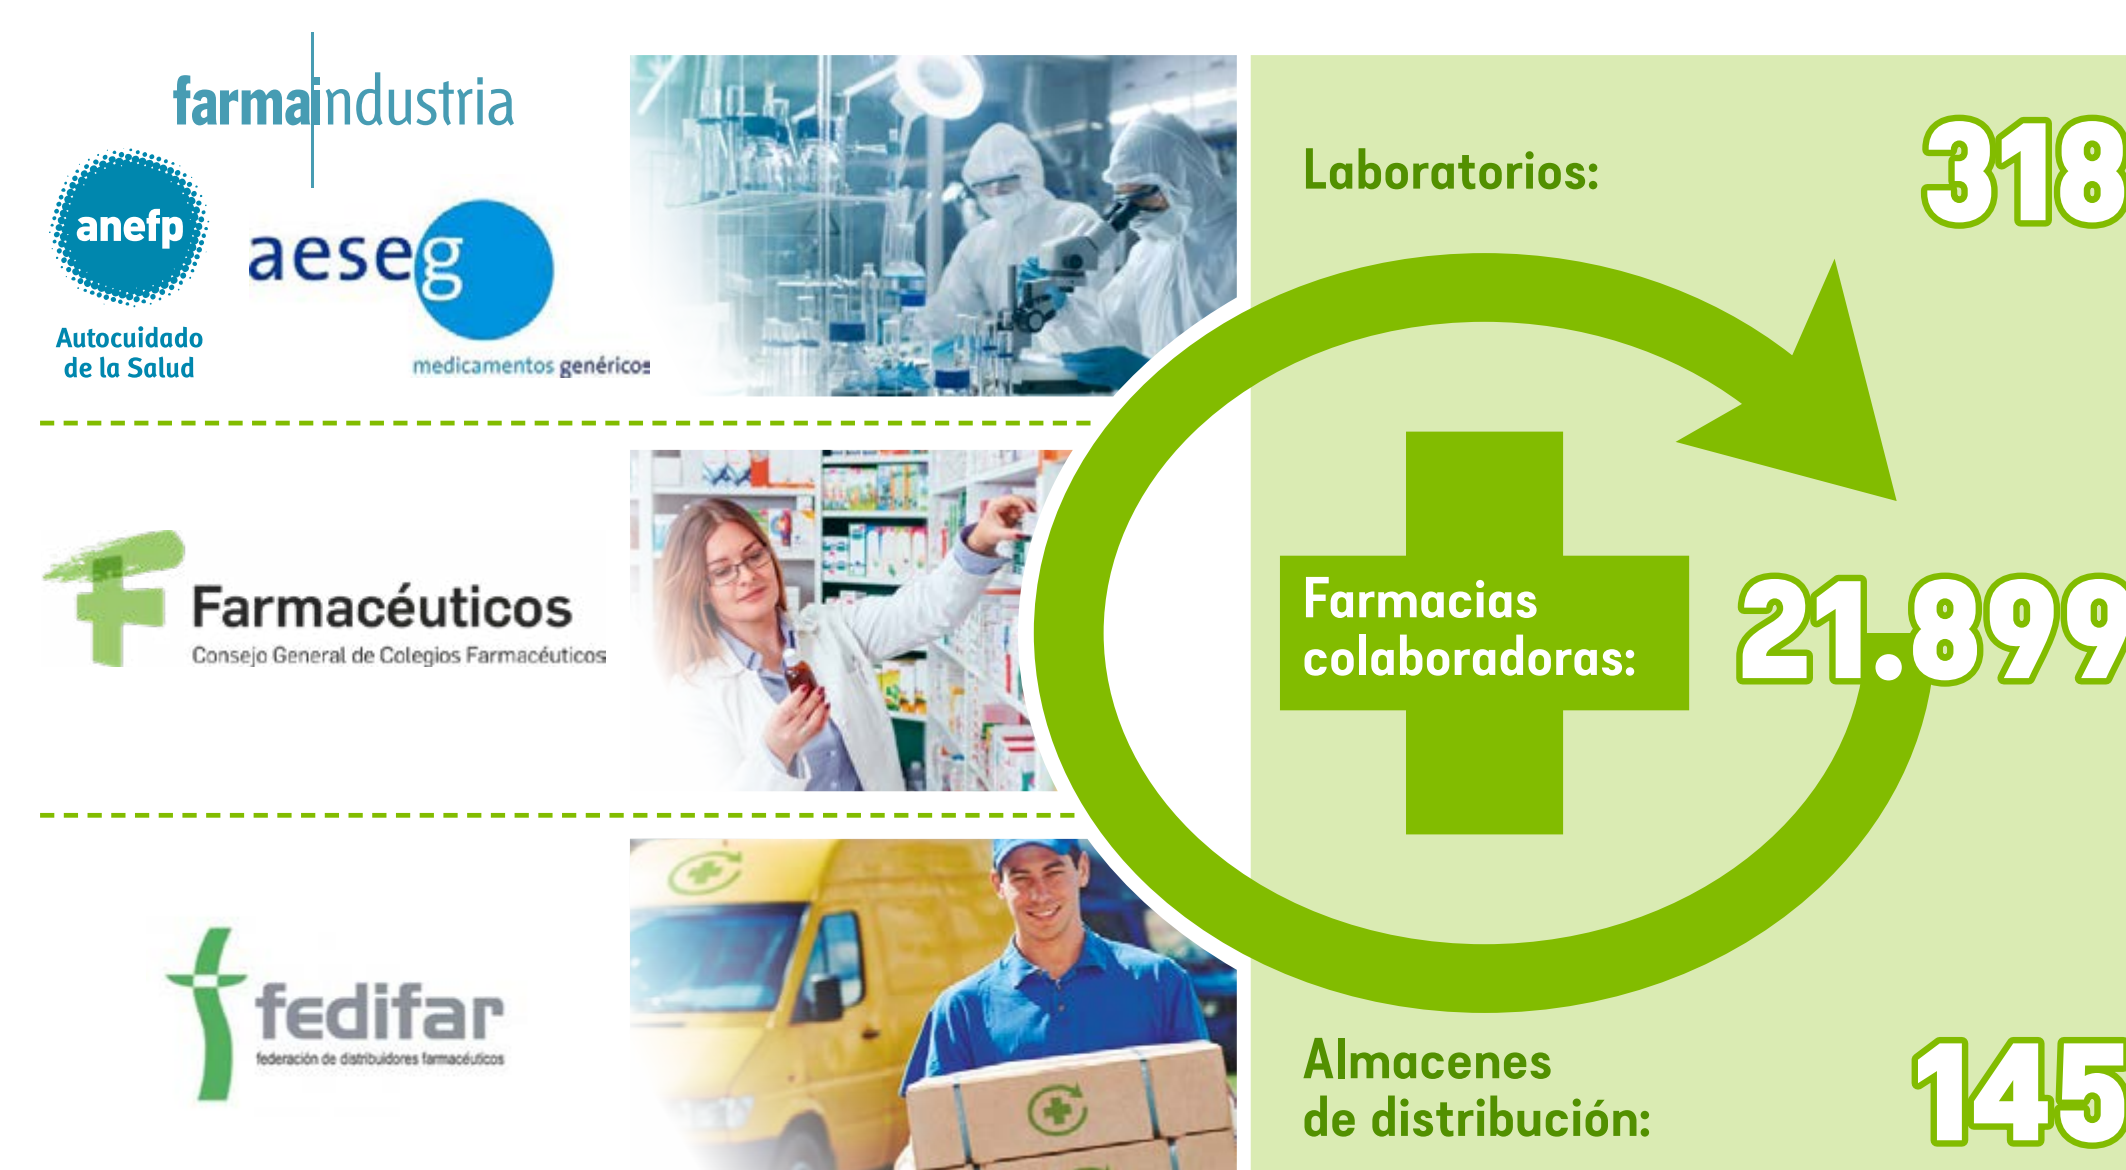 farmaindustria
anefp
Autocuidado
de la Salud
aeseg
medicamentos genéricos
Laboratorios:
318
Farmacéuticos
Consejo General de Colegios Farmacéuticos
Farmacias
colaboradoras:
21.899
fedifar
federación de distribuidores farmacéuticos
Almacenes
de distribución:
145